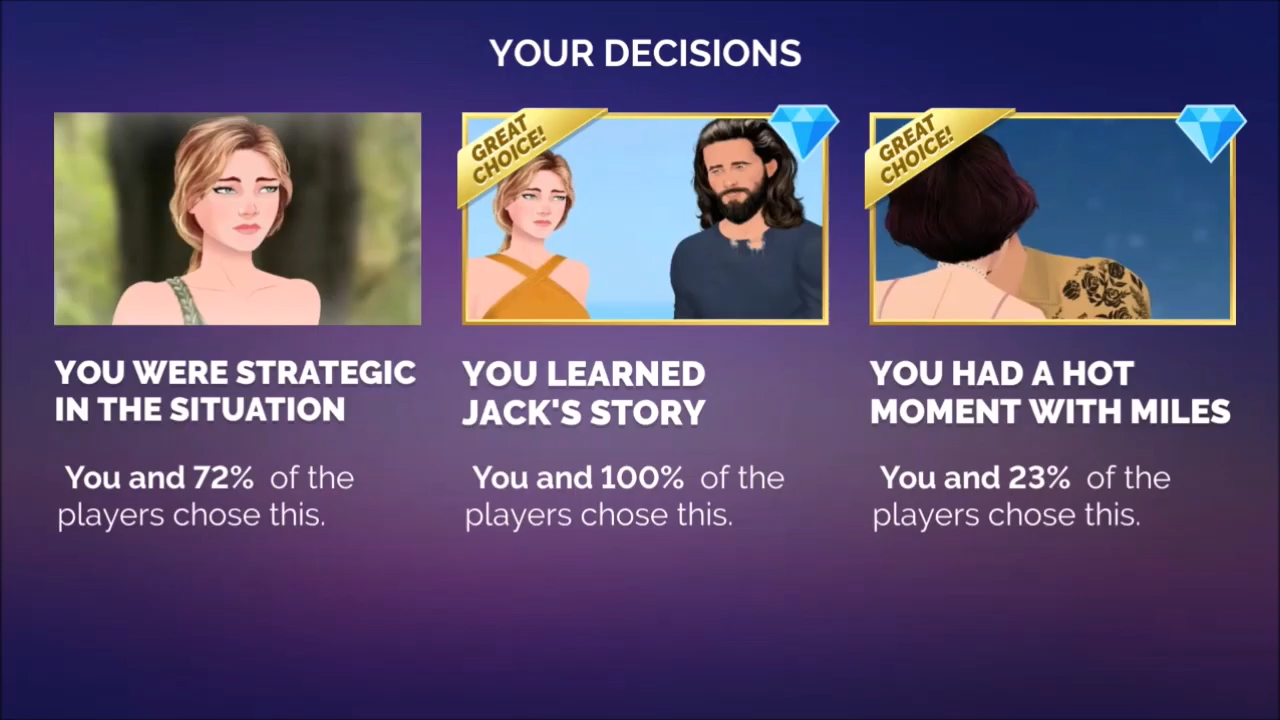 YOUR DECISIONS
GREAT
CHOICE!
GREAT
CHOICE!
YOU WERE STRATEGIC
IN THE SITUATION
You and 72% of the
players chose this.
YOU LEARNED
JACK'S STORY
You and 100% of the
players chose this.
YOU HAD A HOT
MOMENT WITH MILES
You and 23% of the
players chose this.